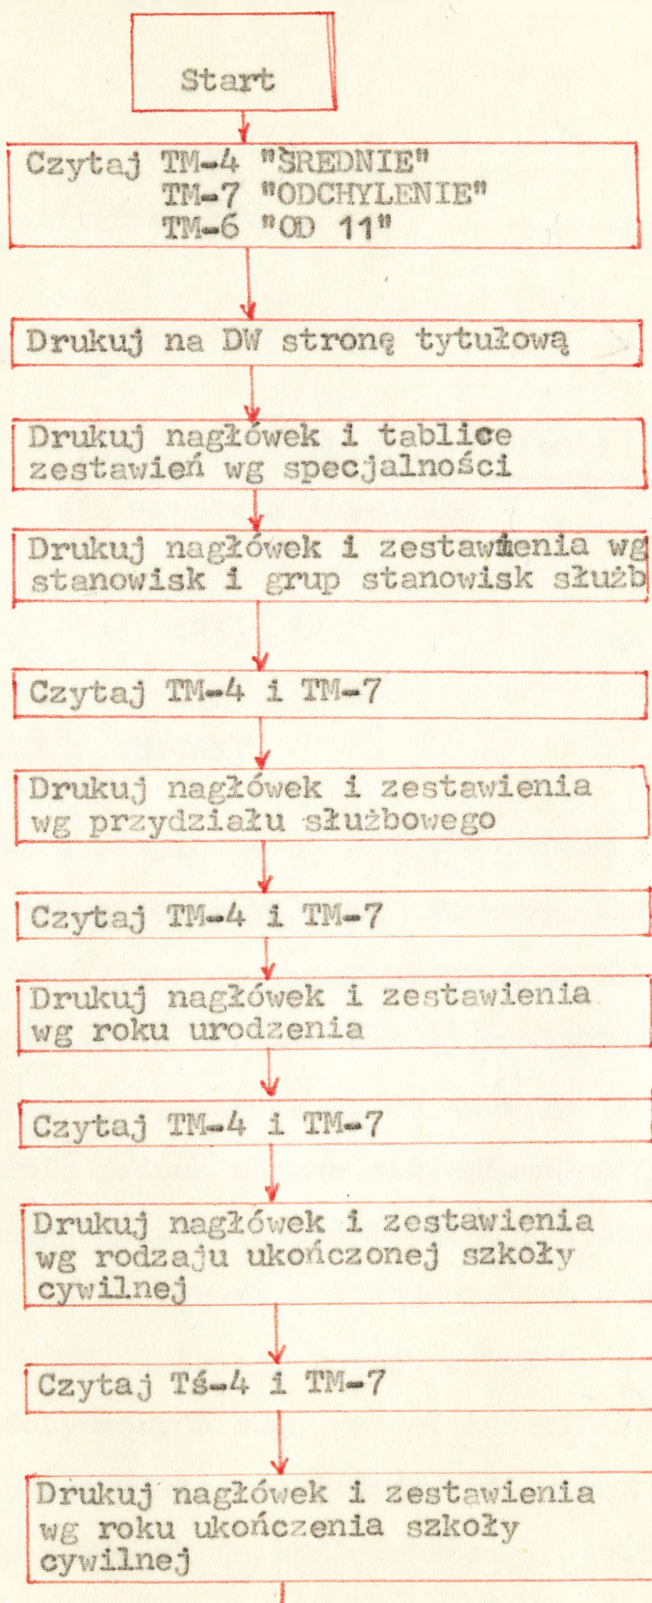 Start
Czytaj TM-4 "ŚREDNIE"
TM-7 "ODCHYLENIE"
TM-6 "OD 11"
Drukuj na DW stronę tytułową
Drukuj nagłówek i tablice
zestawień wg specjalności
Drukuj nagłówek i zestawienia wg
stanowisk i grup stanowisk służb
Czytaj TM-4 i TM-7
Drukuj nagłówek i zestawienia
wg przydziału służbowego
Czytaj TM-4 i TM-7
Drukuj nagłówek i zestawienia
wg roku urodzenia
Czytaj TM-4 i TM-7
Drukuj nagłówek i zestawienia
wg rodzaju ukończonej szkoły
cywilnej
Czytaj Tś-4 i TM-7
Drukuj nagłówek i zestawienia
wg roku ukończenia szkoły
cywilnej